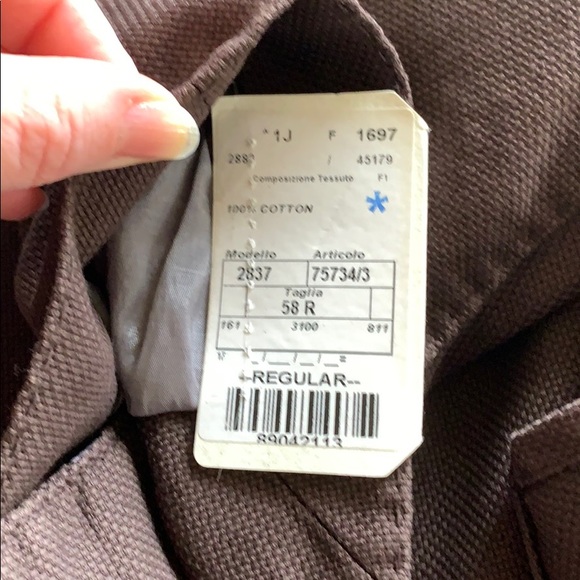 * 1J F 1697
/ 45179
Composizione Tessuto F1
100% COTTON *
Modello Articolo
2837 75734/3
Taglia
58 R
161 3100 811
--REGULAR--
89042113